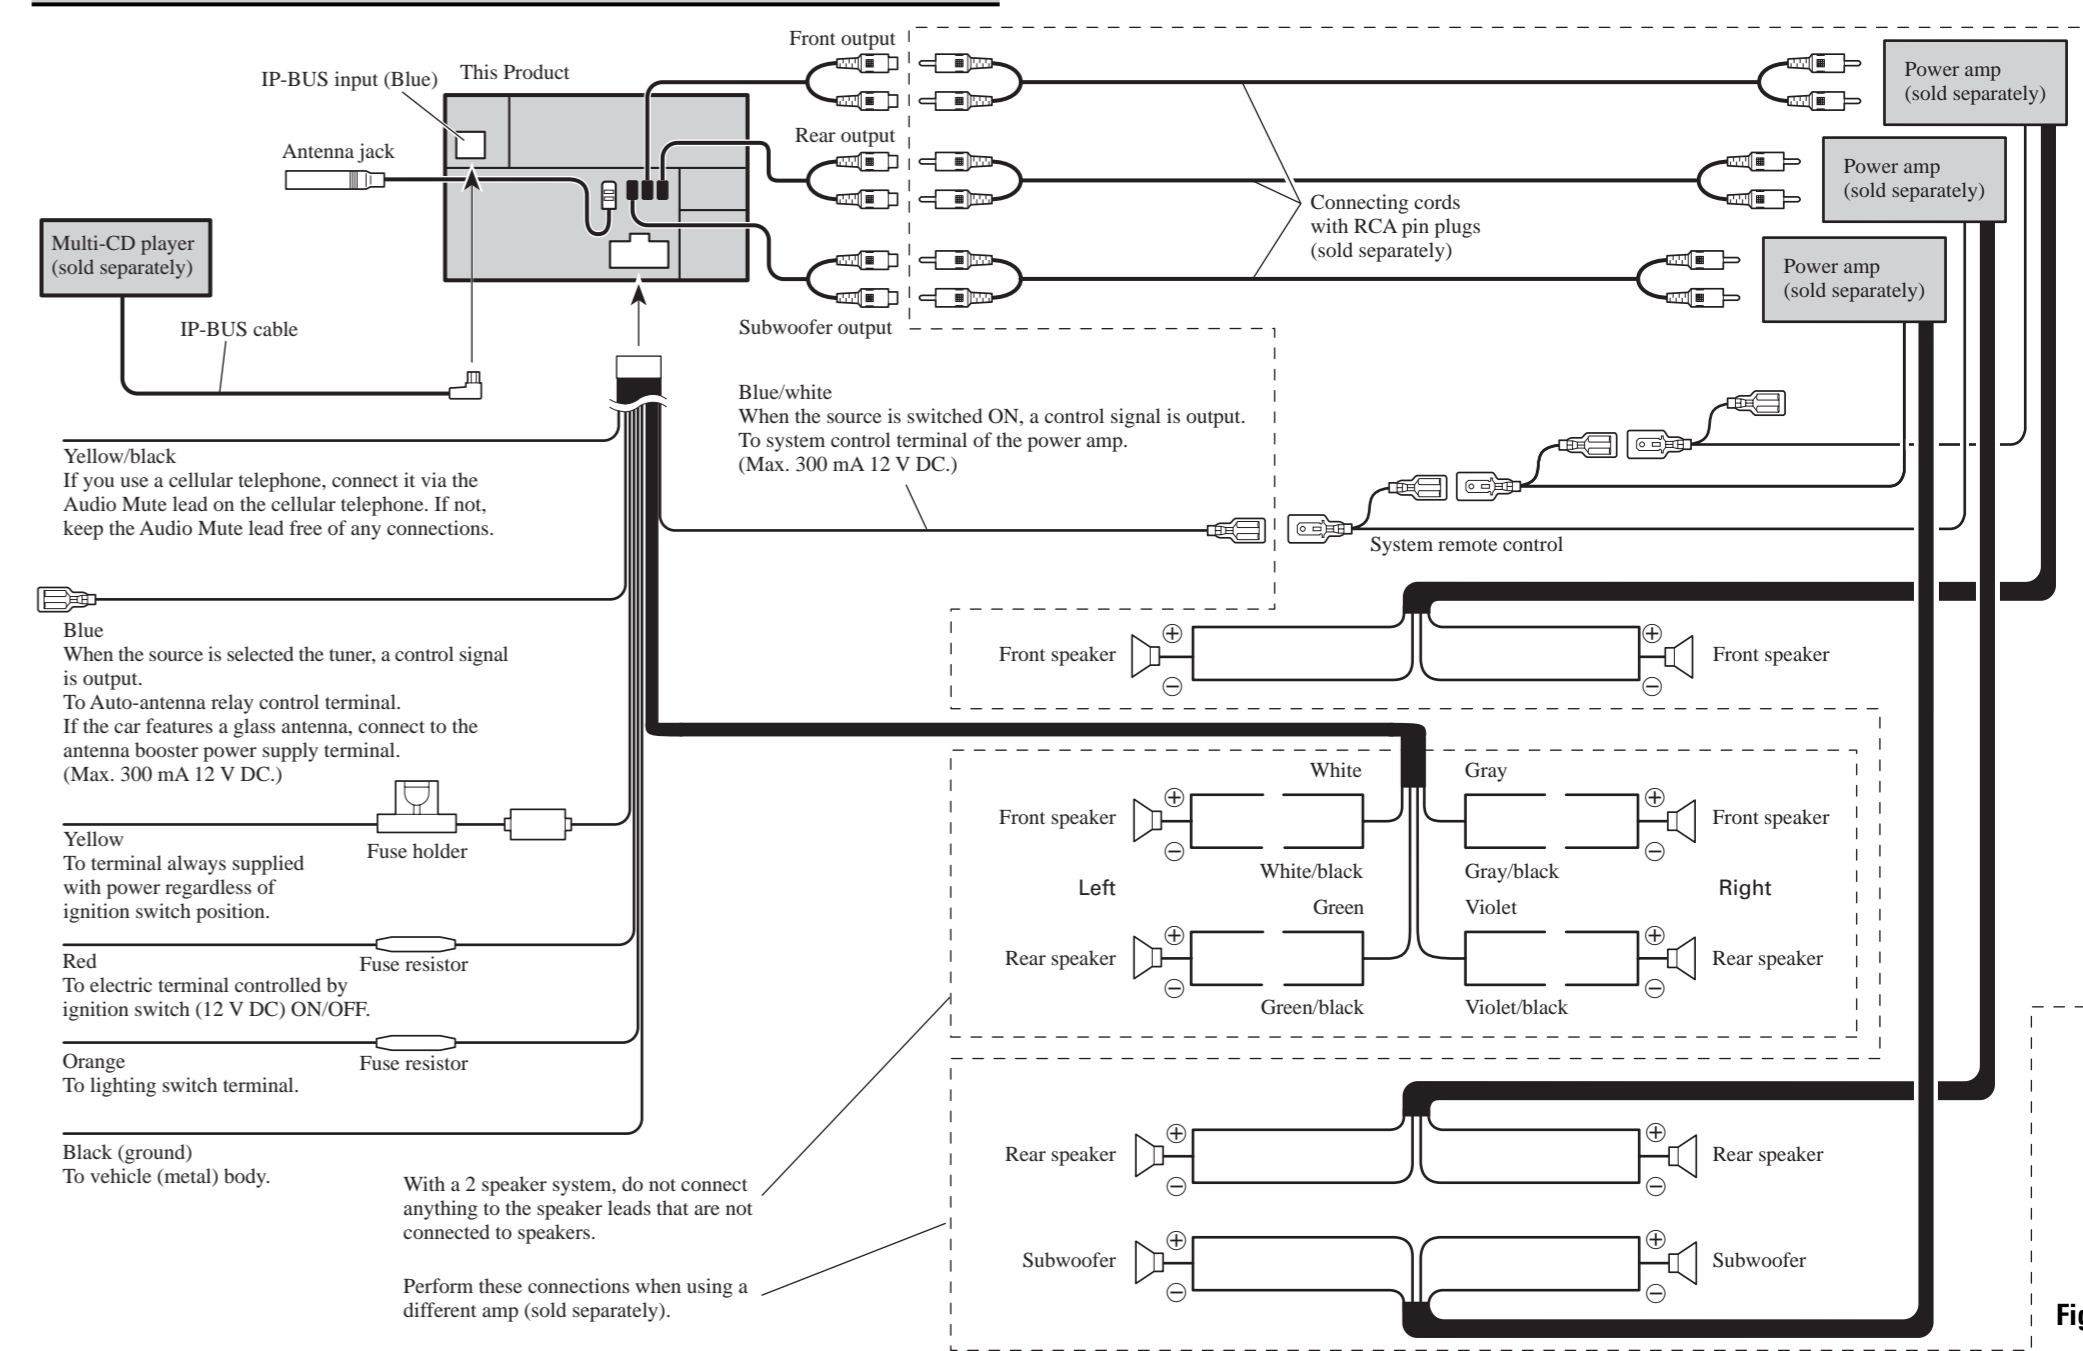 Front output
IP-BUS input (Blue)
This Product
Antenna jack
Rear output
Multi-CD player
(sold separately)
IP-BUS cable
Subwoofer output
Power amp
(sold separately)
Power amp
(sold separately)
Power amp
(sold separately)
Connecting cords
with RCA pin plugs
(sold separately)
Blue/white
When the source is switched ON, a control signal is output.
To system control terminal of the power amp.
(Max. 300 mA 12 V DC.)
System remote control
Yellow/black
If you use a cellular telephone, connect it via the
Audio Mute lead on the cellular telephone. If not,
keep the Audio Mute lead free of any connections.
Blue
When the source is selected the tuner, a control signal
is output.
To Auto-antenna relay control terminal.
If the car features a glass antenna, connect to the
antenna booster power supply terminal.
(Max. 300 mA 12 V DC.)
Yellow
To terminal always supplied
with power regardless of
ignition switch position.
Fuse holder
Red
To electric terminal controlled by
ignition switch (12 V DC) ON/OFF.
Fuse resistor
Orange
To lighting switch terminal.
Fuse resistor
Black (ground)
To vehicle (metal) body.
Front speaker
+
−
+
−
Front speaker
White
Gray
Front speaker
+
−
+
−
Front speaker
White/black
Gray/black
Left
Right
Green
Violet
Rear speaker
+
−
+
−
Rear speaker
Green/black
Violet/black
With a 2 speaker system, do not connect
anything to the speaker leads that are not
connected to speakers.
Perform these connections when using a
different amp (sold separately).
Rear speaker
+
−
+
−
Rear speaker
Subwoofer
+
−
+
−
Subwoofer